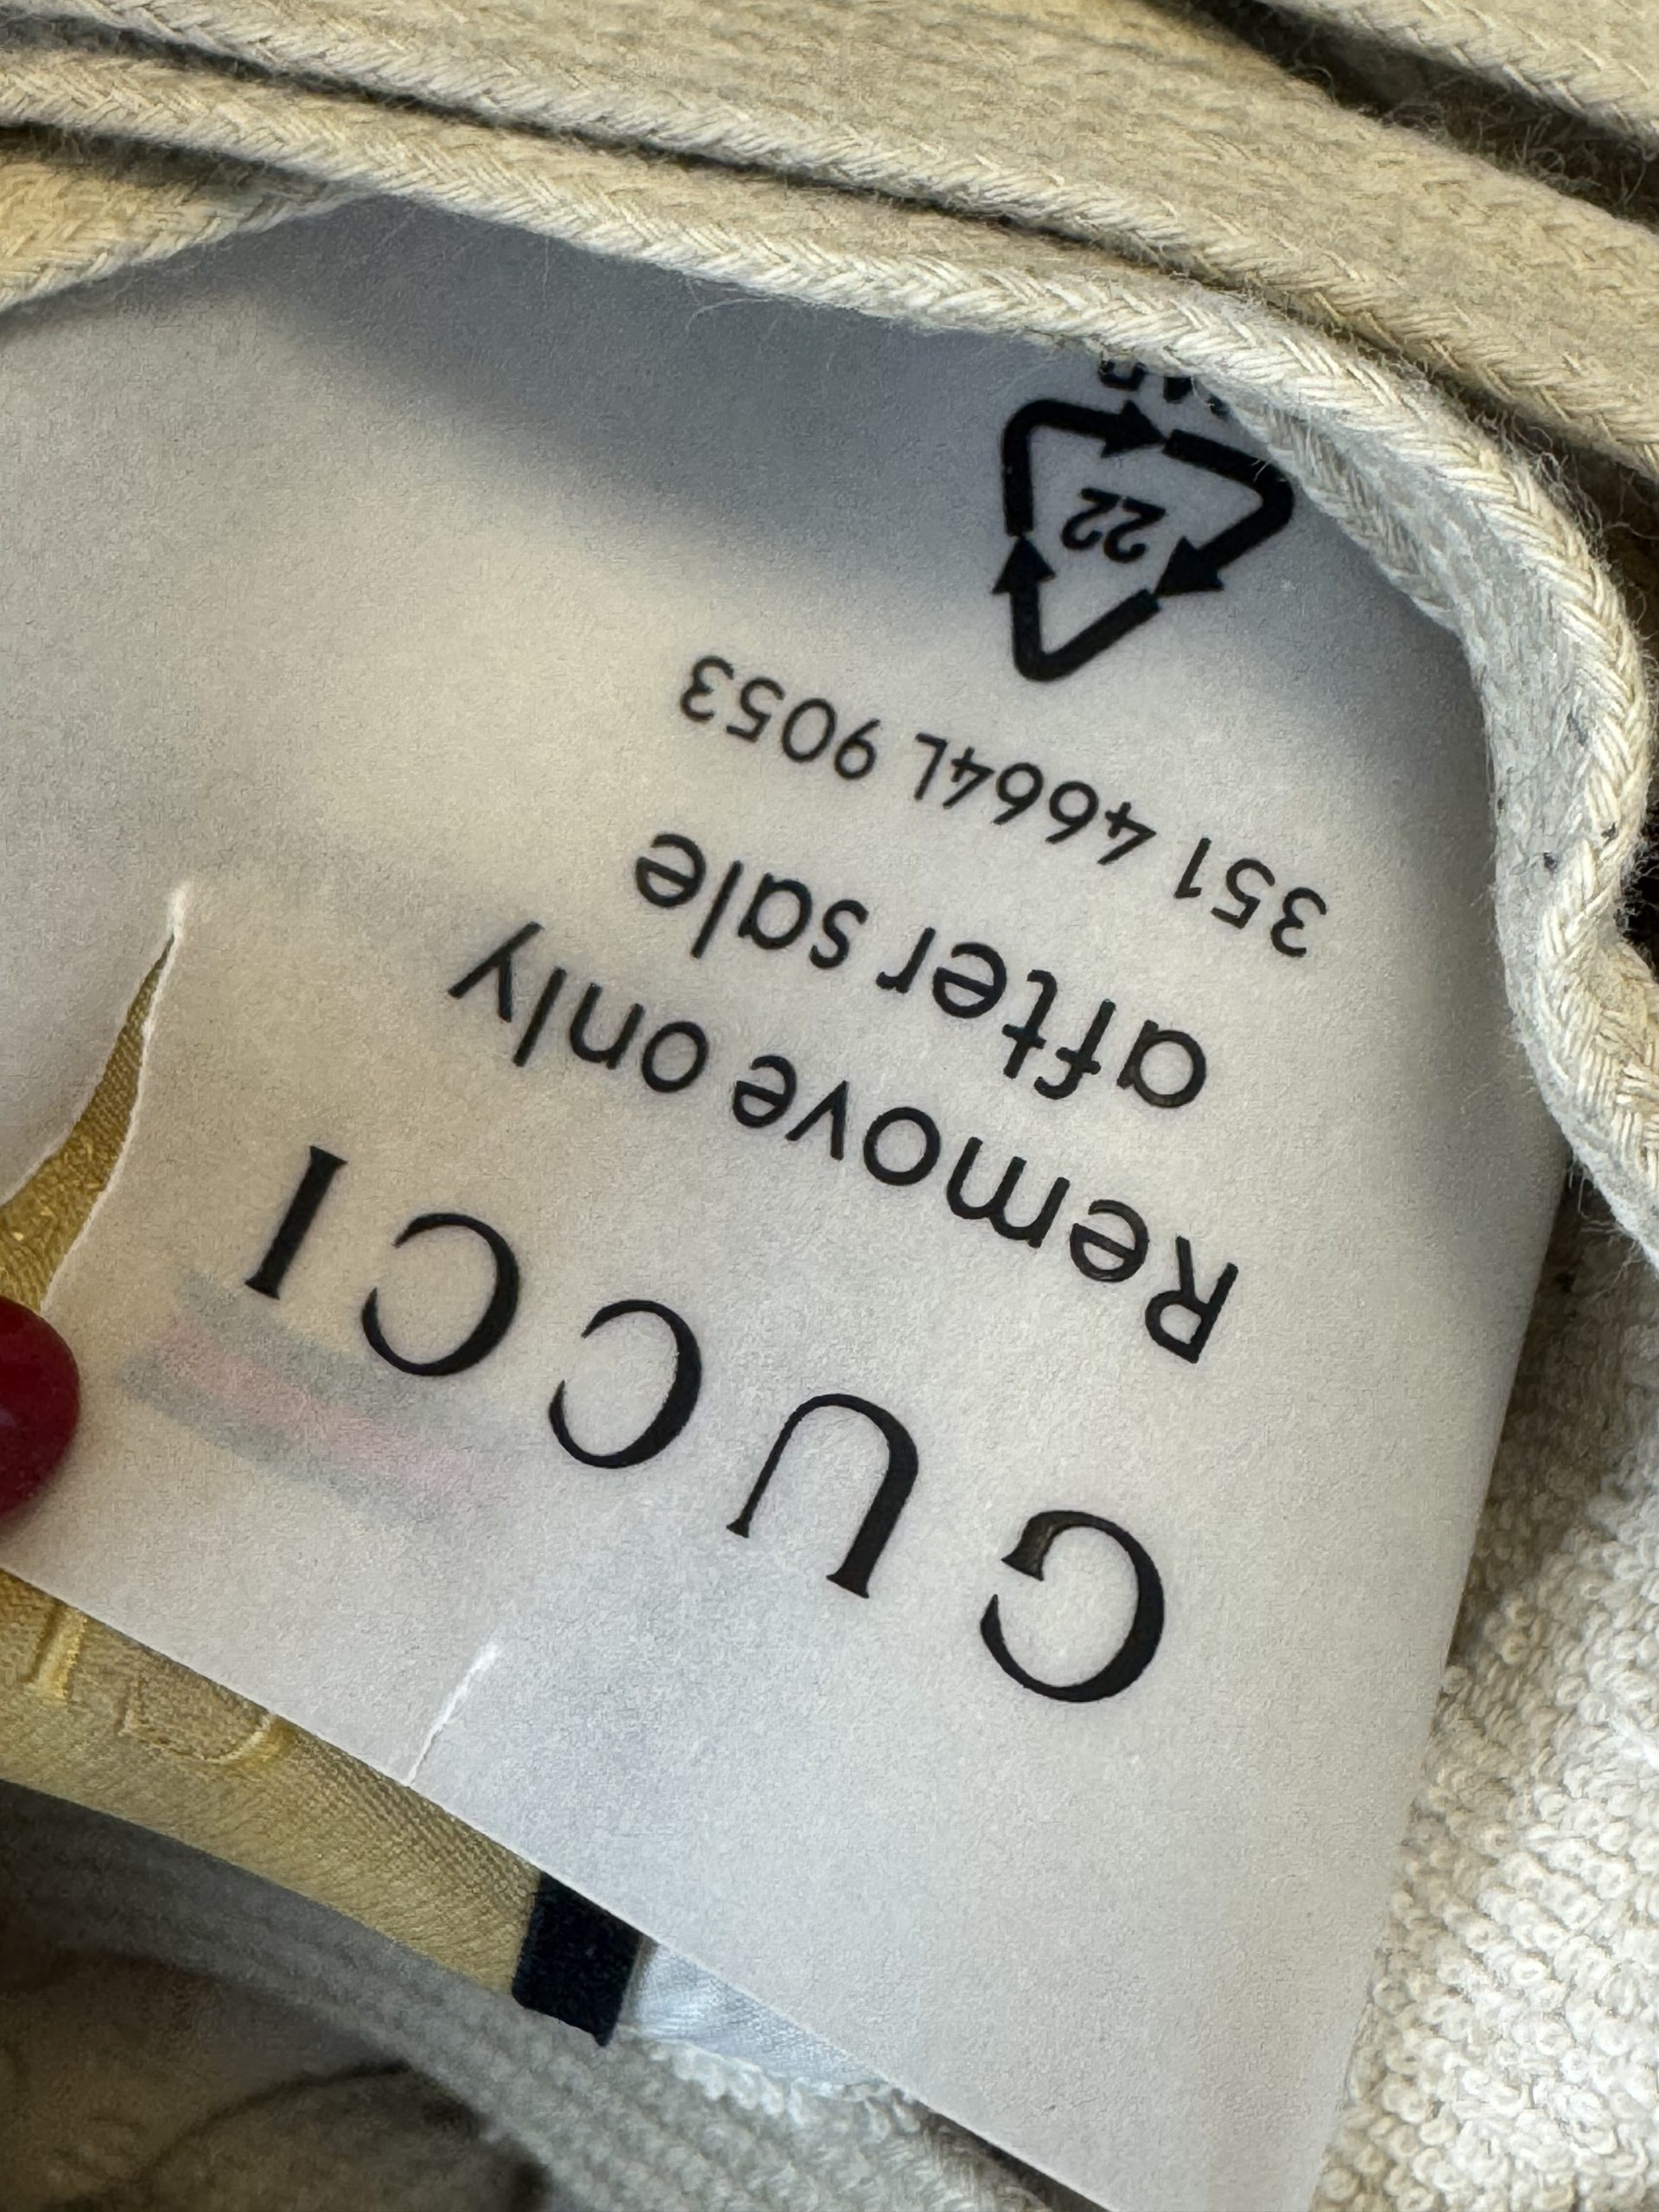 GUCCI
Remove only
after sale
351 4664L 9053
22